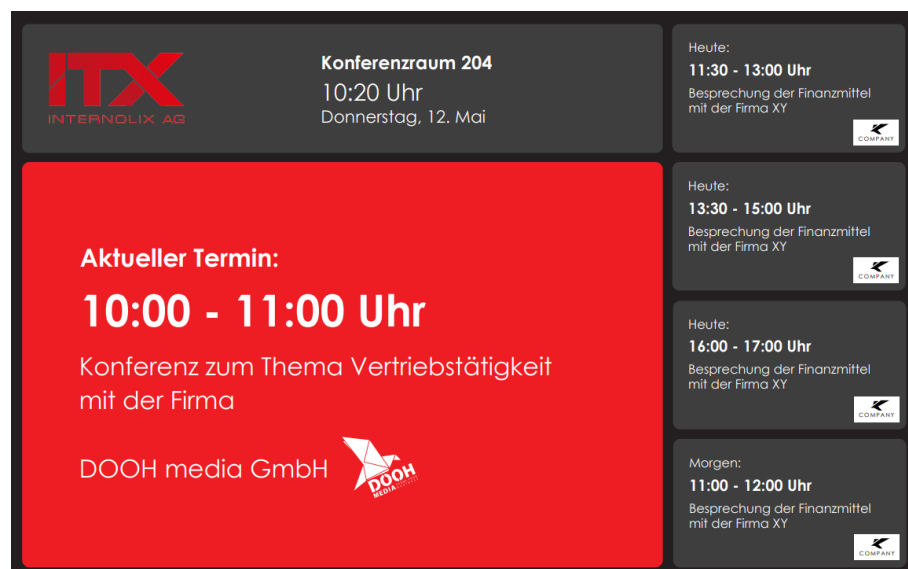 ITX
INTERNOLIX AG
Konferenzraum 204
10:20 Uhr
Donnerstag, 12. Mai
Aktueller Termin:
10:00 - 11:00 Uhr
Konferenz zum Thema Vertriebstätigkeit
mit der Firma
DOOH media GmbH
DOOH
MEDIA
Heute:
11:30 - 13:00 Uhr
Besprechung der Finanzmittel
mit der Firma XY
COMPANY
Heute:
13:30 - 15:00 Uhr
Besprechung der Finanzmittel
mit der Firma XY
COMPANY
Heute:
16:00 - 17:00 Uhr
Besprechung der Finanzmittel
mit der Firma XY
COMPANY
Morgen:
11:00 - 12:00 Uhr
Besprechung der Finanzmittel
mit der Firma XY
COMPANY